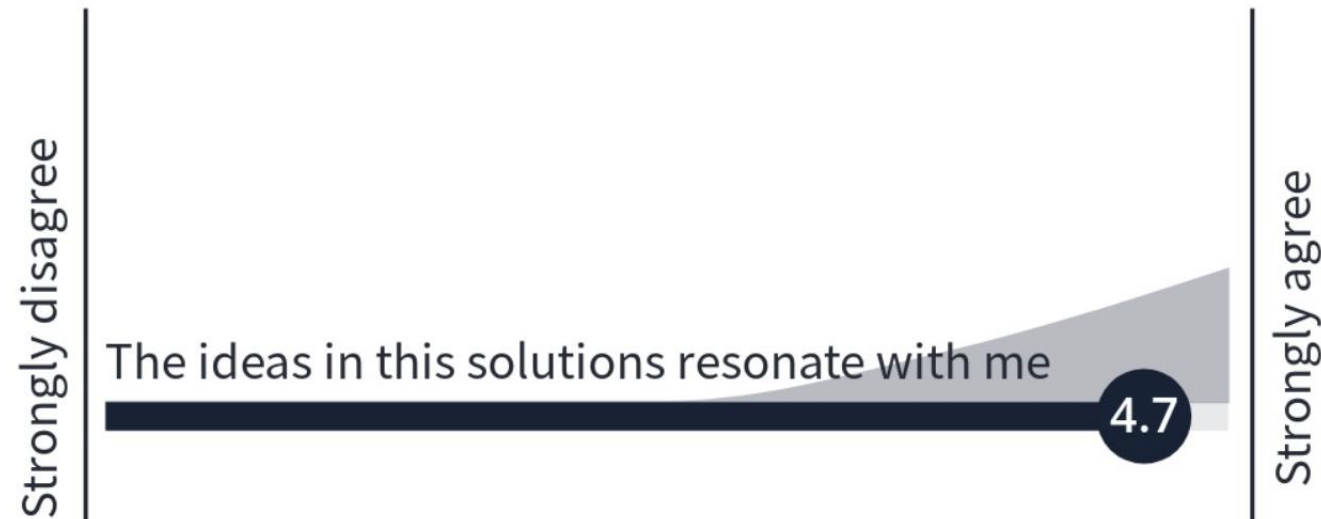 Strongly disagree
The ideas in this solutions resonate with me
4.7
Strongly agree